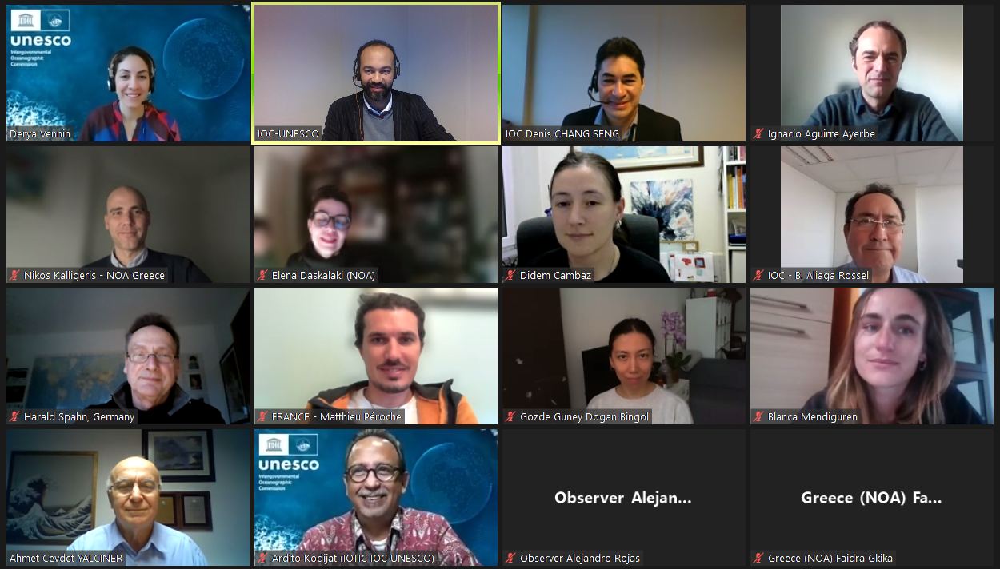 unesco
Intergovernmental
Oceanographic
Commission
Derya Vennin
IOC-UNESCO
IOC Denis CHANG SENG
Ignacio Aguirre Ayerbe
Nikos Kalligeris - NOA Greece
Elena Daskalaki (NOA)
Didem Cambaz
IOC - B. Aliaga Rossel
Harald Spahn, Germany
FRANCE - Matthieu Péroche
Gozde Guney Dogan Bingol
Blanca Mendiguren
Ahmet Cevdet YALCINER
unesco
Intergovernmental
Oceanographic
Commission
Ardito Kodijat (IOTIC IOC UNESCO)
Observer Alejan...
Observer Alejandro Rojas
Greece (NOA) Fa...
Greece (NOA) Faidra Gkika